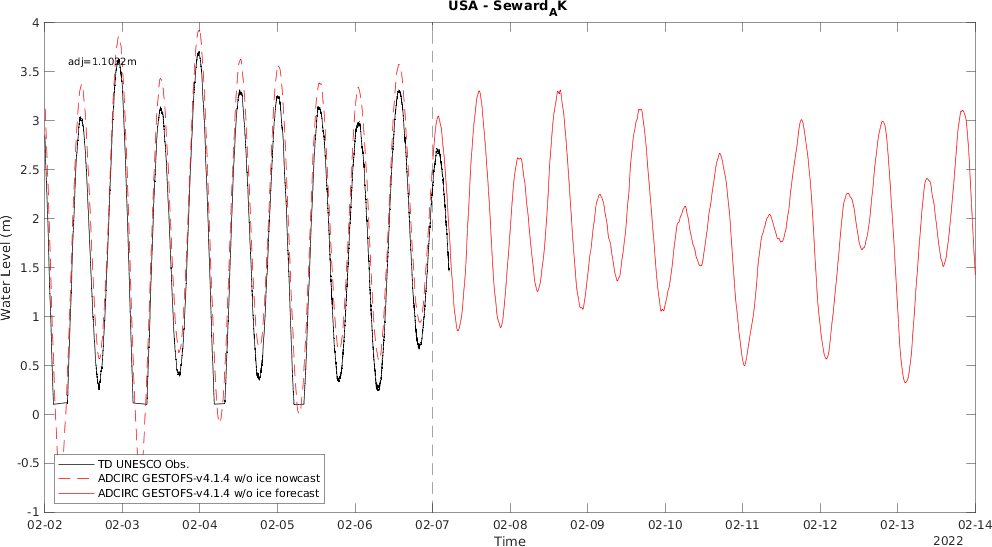 USA - Seward_AK
adj=1.1032m
4
3.5
3
2.5
2
1.5
1
0.5
0
-0.5
-1
Water Level (m)
TD UNESCO Obs.
ADCIRC GESTOFS-v4.1.4 w/o ice nowcast
ADCIRC GESTOFS-v4.1.4 w/o ice forecast
02-02 02-03 02-04 02-05 02-06 02-07 02-08 02-09 02-10 02-11 02-12 02-13 02-14
Time
2022